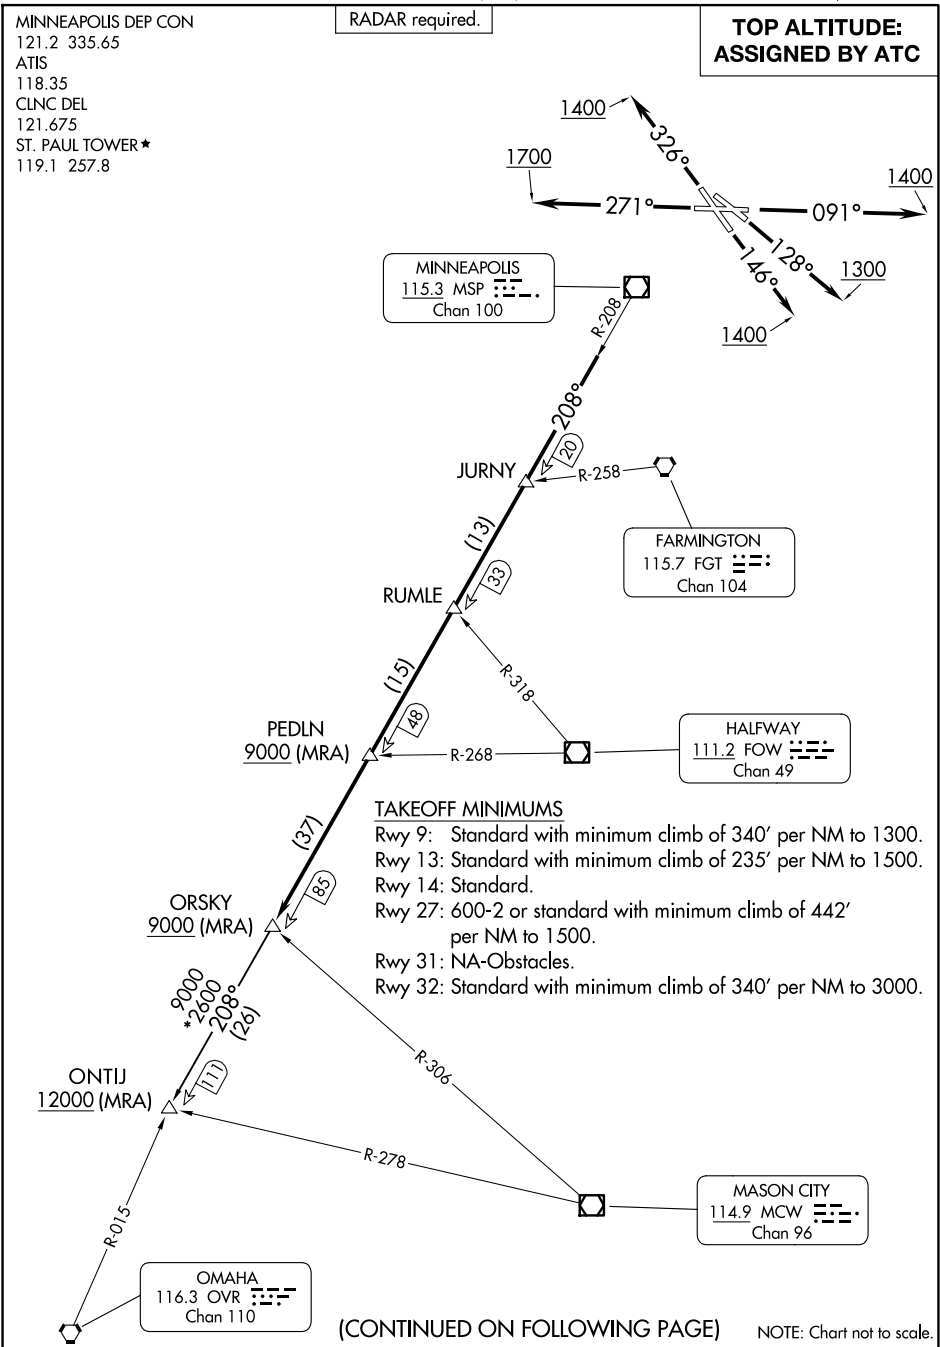 MINNEAPOLIS DEP CON
121.2 335.65
ATIS
118.35
CLNC DEL
121.675
ST. PAUL TOWER★
119.1 257.8
RADAR required.
TOP ALTITUDE:
ASSIGNED BY ATC
1400
326°
1700
271°
1400
091°
128°
1300
146°
1400
MINNEAPOLIS
115.3 MSP
Chan 100
R-208
208°
JURNY
20
R-258
FARMINGTON
115.7 FGT
Chan 104
(13)
RUMLE
33
R-318
(15)
PEDLN
9000 (MRA)
48
R-268
HALFWAY
111.2 FOW
Chan 49
(37)
TAKEOFF MINIMUMS
Rwy 9: Standard with minimum climb of 340' per NM to 1300.
Rwy 13: Standard with minimum climb of 235' per NM to 1500.
Rwy 14: Standard.
Rwy 27: 600-2 or standard with minimum climb of 442'
per NM to 1500.
Rwy 31: NA-Obstacles.
Rwy 32: Standard with minimum climb of 340' per NM to 3000.
ORSKY
9000 (MRA)
85
9000
*2600
208°
(26)
R-306
ONTIJ
12000 (MRA)
111
R-278
R-015
MASON CITY
114.9 MCW
Chan 96
OMAHA
116.3 OVR
Chan 110
(CONTINUED ON FOLLOWING PAGE)
NOTE: Chart not to scale.